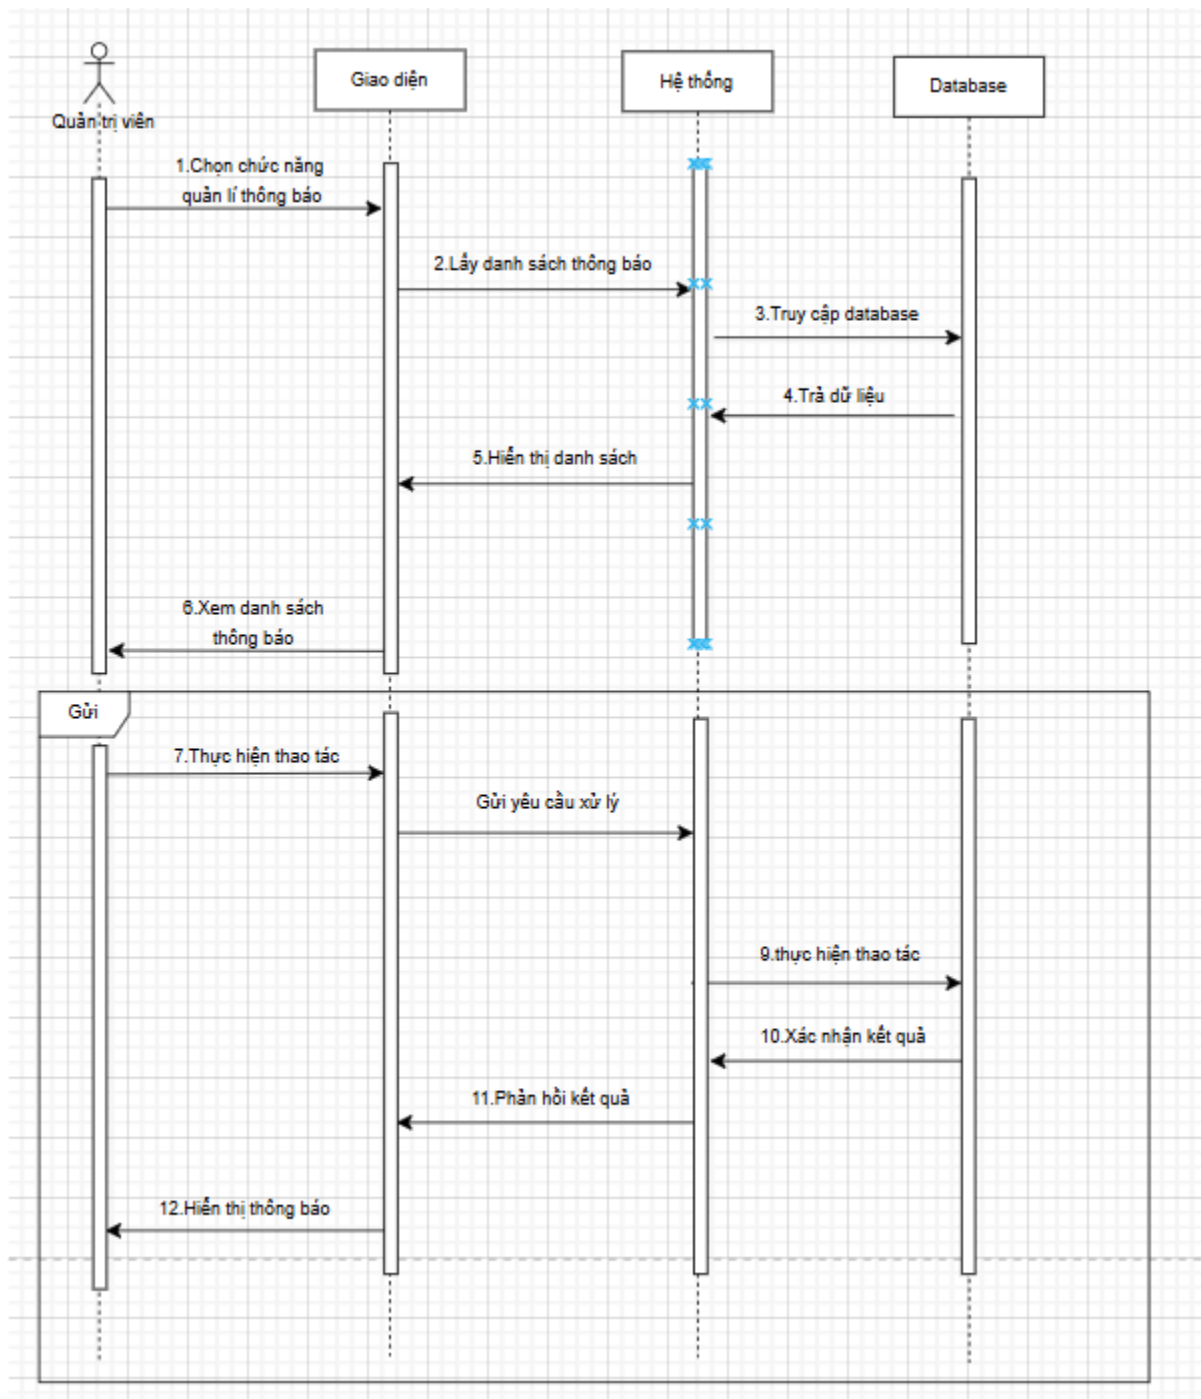 Giao diện
Hệ thống
Database
Quản trị viên
1.Chọn chức năng
quản lí thông báo
2.Lấy danh sách thông báo
3.Truy cập database
4.Trả dữ liệu
5.Hiển thị danh sách
6.Xem danh sách
thông báo
Gửi
7.Thực hiện thao tác
Gửi yêu cầu xử lý
9.thực hiện thao tác
10.Xác nhận kết quả
11.Phản hồi kết quả
12.Hiển thị thông báo